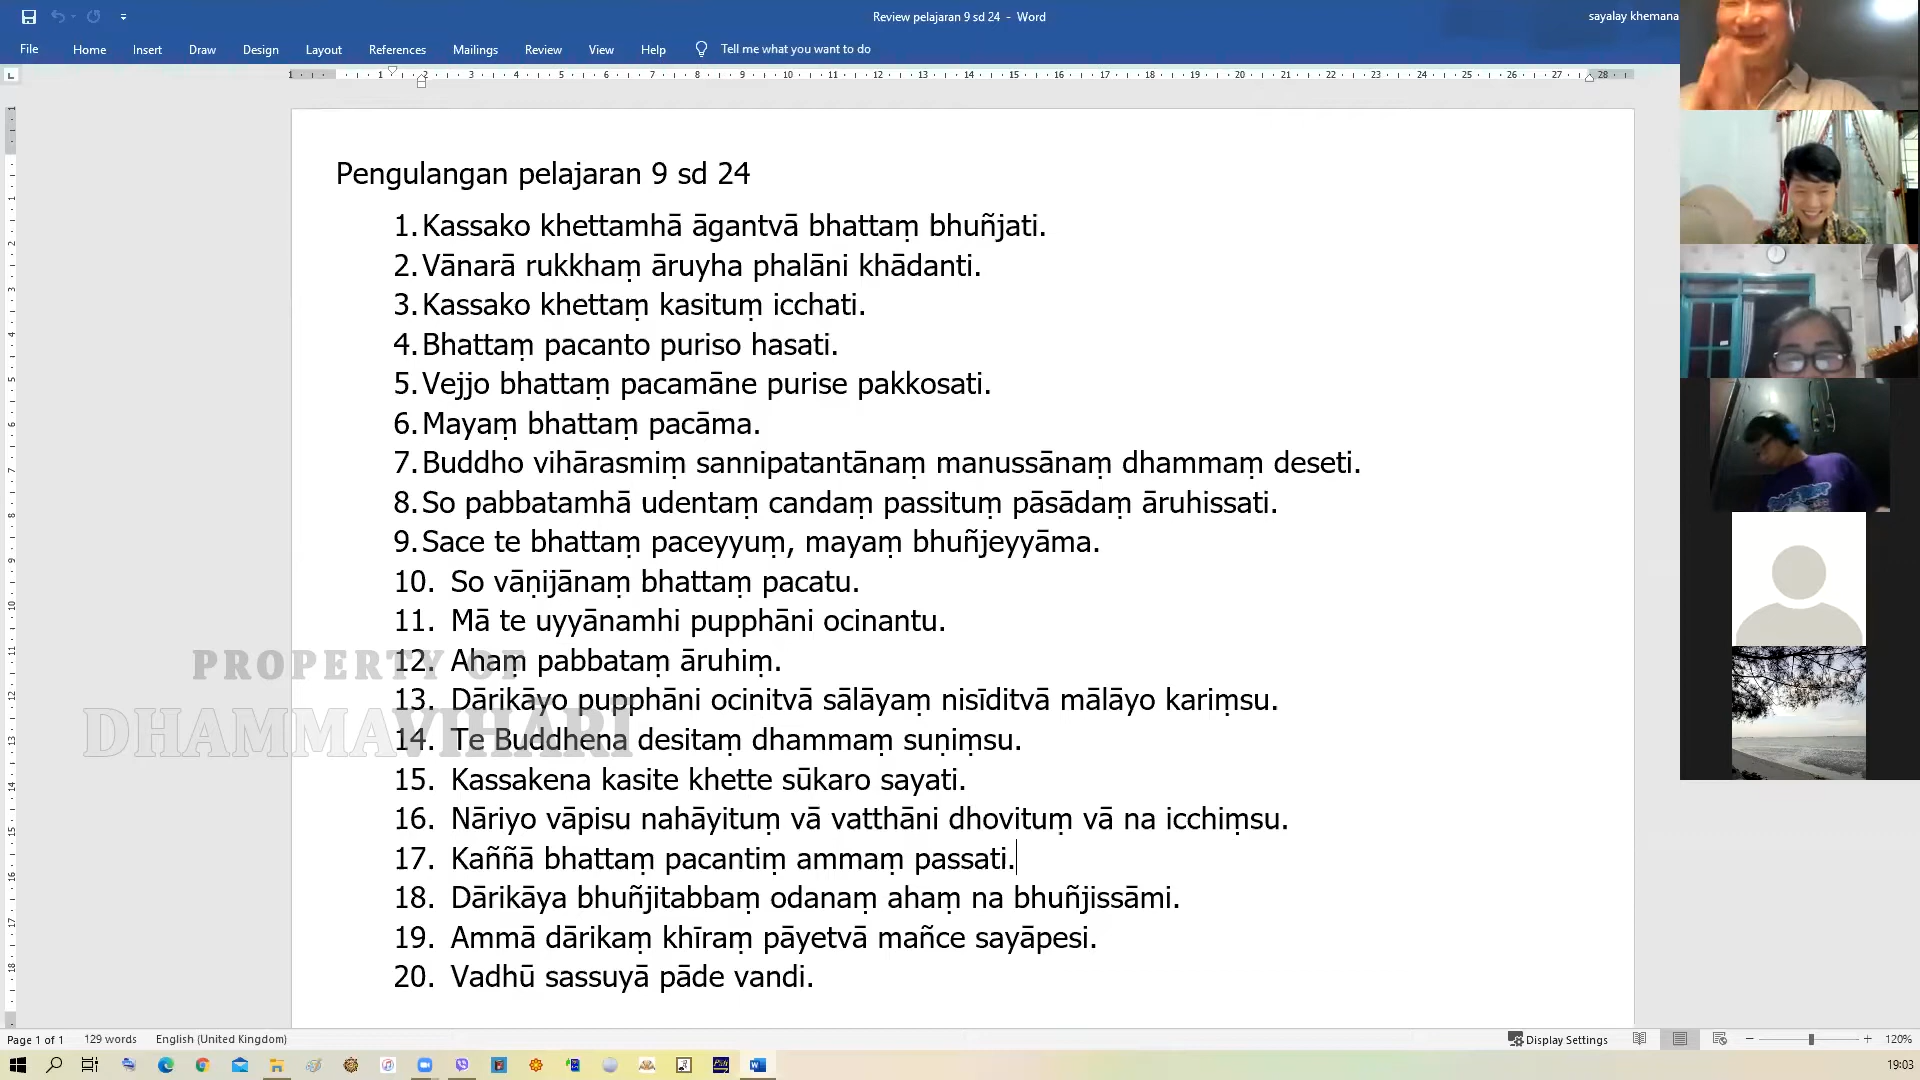 Review pelajaran 9 sd 24 - Word
sayalay khemana
File Home Insert Draw Design Layout References Mailings Review View Help Tell me what you want to do
Pengulangan pelajaran 9 sd 24
1. Kassako khettamhā āgantvā bhattaṃ bhuñjati.
2. Vānarā rukkhaṃ āruyha phalāni khādanti.
3. Kassako khettaṃ kasituṃ icchati.
4. Bhattaṃ pacanto puriso hasati.
5. Vejjo bhattaṃ pacamāne purise pakkosati.
6. Mayaṃ bhattaṃ pacāma.
7. Buddho vihārasmiṃ sannipatantānaṃ manussānaṃ dhammaṃ deseti.
8. So pabbatamhā udentaṃ candaṃ passituṃ pāsādaṃ āruhissati.
9. Sace te bhattaṃ paceyyuṃ, mayaṃ bhuñjeyyāma.
10. So vāṇijānaṃ bhattaṃ pacatu.
11. Mā te uyyānamhi pupphāni ocinantu.
12. Ahaṃ pabbataṃ āruhiṃ.
13. Dārikāyo pupphāni ocinitvā sālāyaṃ nisīditvā mālāyo kariṃsu.
14. Te Buddhena desitaṃ dhammaṃ suṇiṃsu.
15. Kassakena kasite khette sūkaro sayati.
16. Nāriyo vāpisu nahāyituṃ vā vatthāni dhovituṃ vā na icchiṃsu.
17. Kaññā bhattaṃ pacantiṃ ammaṃ passati.
18. Dārikāya bhuñjitabbaṃ odanaṃ ahaṃ na bhuñjissāmi.
19. Ammā dārikaṃ khīraṃ pāyetvā mañce sayāpesi.
20. Vadhū sassuyā pāde vandi.
PROPERTY OF
DHAMMAVIHĀRĪ
Page 1 of 1 129 words English (United Kingdom) Display Settings 120%
19:03